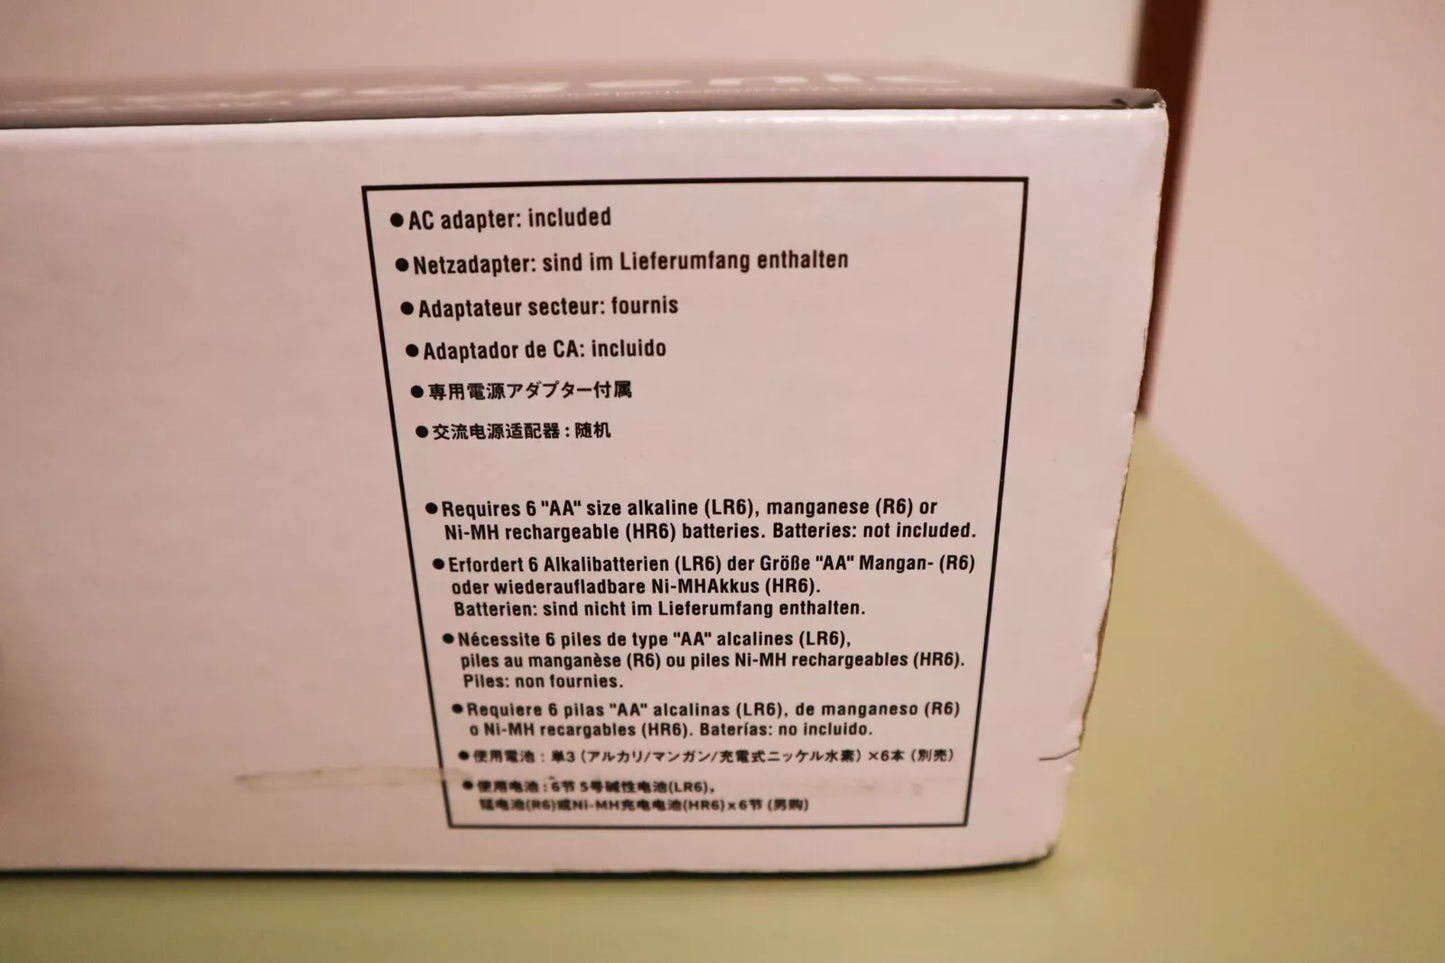 ● AC adapter: included
● Netzadapter: sind im Lieferumfang enthalten
● Adaptateur secteur: fournis
● Adaptador de CA: incluido
● 専用電源アダプター付属
● 交流电源适配器 : 随机
● Requires 6 "AA" size alkaline (LR6), manganese (R6) or
Ni-MH rechargeable (HR6) batteries. Batteries: not included.
● Erfordert 6 Alkalibatterien (LR6) der Größe "AA" Mangan- (R6)
oder wiederaufladbare Ni-MHAkkus (HR6).
Batterien: sind nicht im Lieferumfang enthalten.
● Nécessite 6 piles de type "AA" alcalines (LR6),
piles au manganèse (R6) ou piles Ni-MH rechargeables (HR6).
Piles: non fournies.
● Requiere 6 pilas "AA" alcalinas (LR6), de manganeso (R6)
o Ni-MH recargables (HR6). Baterías: no incluido.
● 使用電池 : 単3 (アルカリ/マンガン/充電式ニッケル水素) ×6本 (別売)
● 使用电池 : 6节 5号碱性电池(LR6),
锰电池(R6)或Ni-MH充电电池(HR6)×6节 (另购)